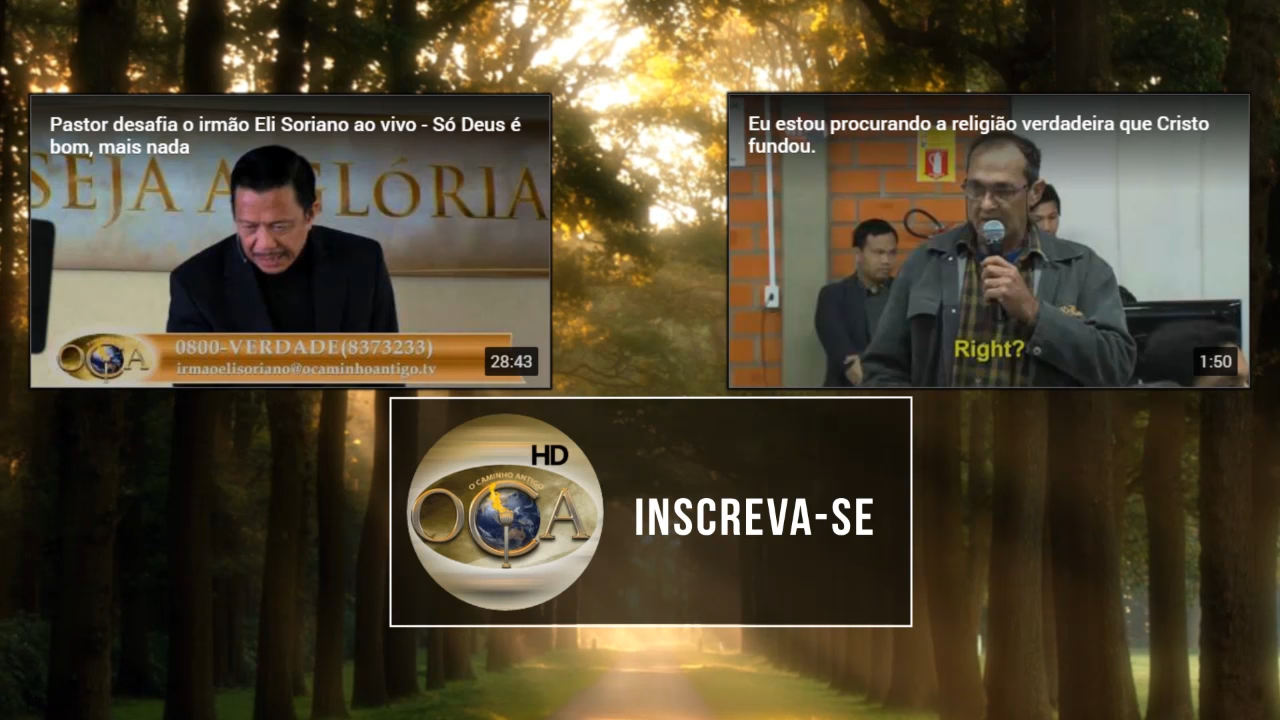 Pastor desafia o irmão Eli Soriano ao vivo - Só Deus é
bom, mais nada
SEJA A GLÓRIA
OCA
0800-VERDADE(8373233)
irmaoelisoriano@ocaminhoantigo.tv
28:43
Eu estou procurando a religião verdadeira que Cristo
fundou.
Right?
1:50
HD
O CAMINHO ANTIGO
OCA
INSCREVA-SE